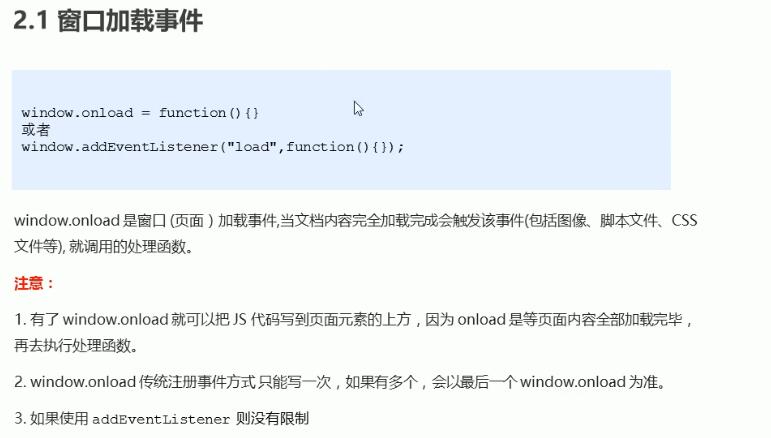 2.1 窗口加载事件
window.onload = function(){}
或者
window.addEventListener("load",function(){});
window.onload 是窗口 (页面）加载事件,当文档内容完全加载完成会触发该事件(包括图像、脚本文件、CSS
文件等), 就调用的处理函数。
注意：
1. 有了 window.onload 就可以把 JS 代码写到页面元素的上方，因为 onload 是等页面内容全部加载完毕，
再去执行处理函数。
2. window.onload 传统注册事件方式 只能写一次，如果有多个，会以最后一个 window.onload 为准。
3. 如果使用 addEventListener 则没有限制